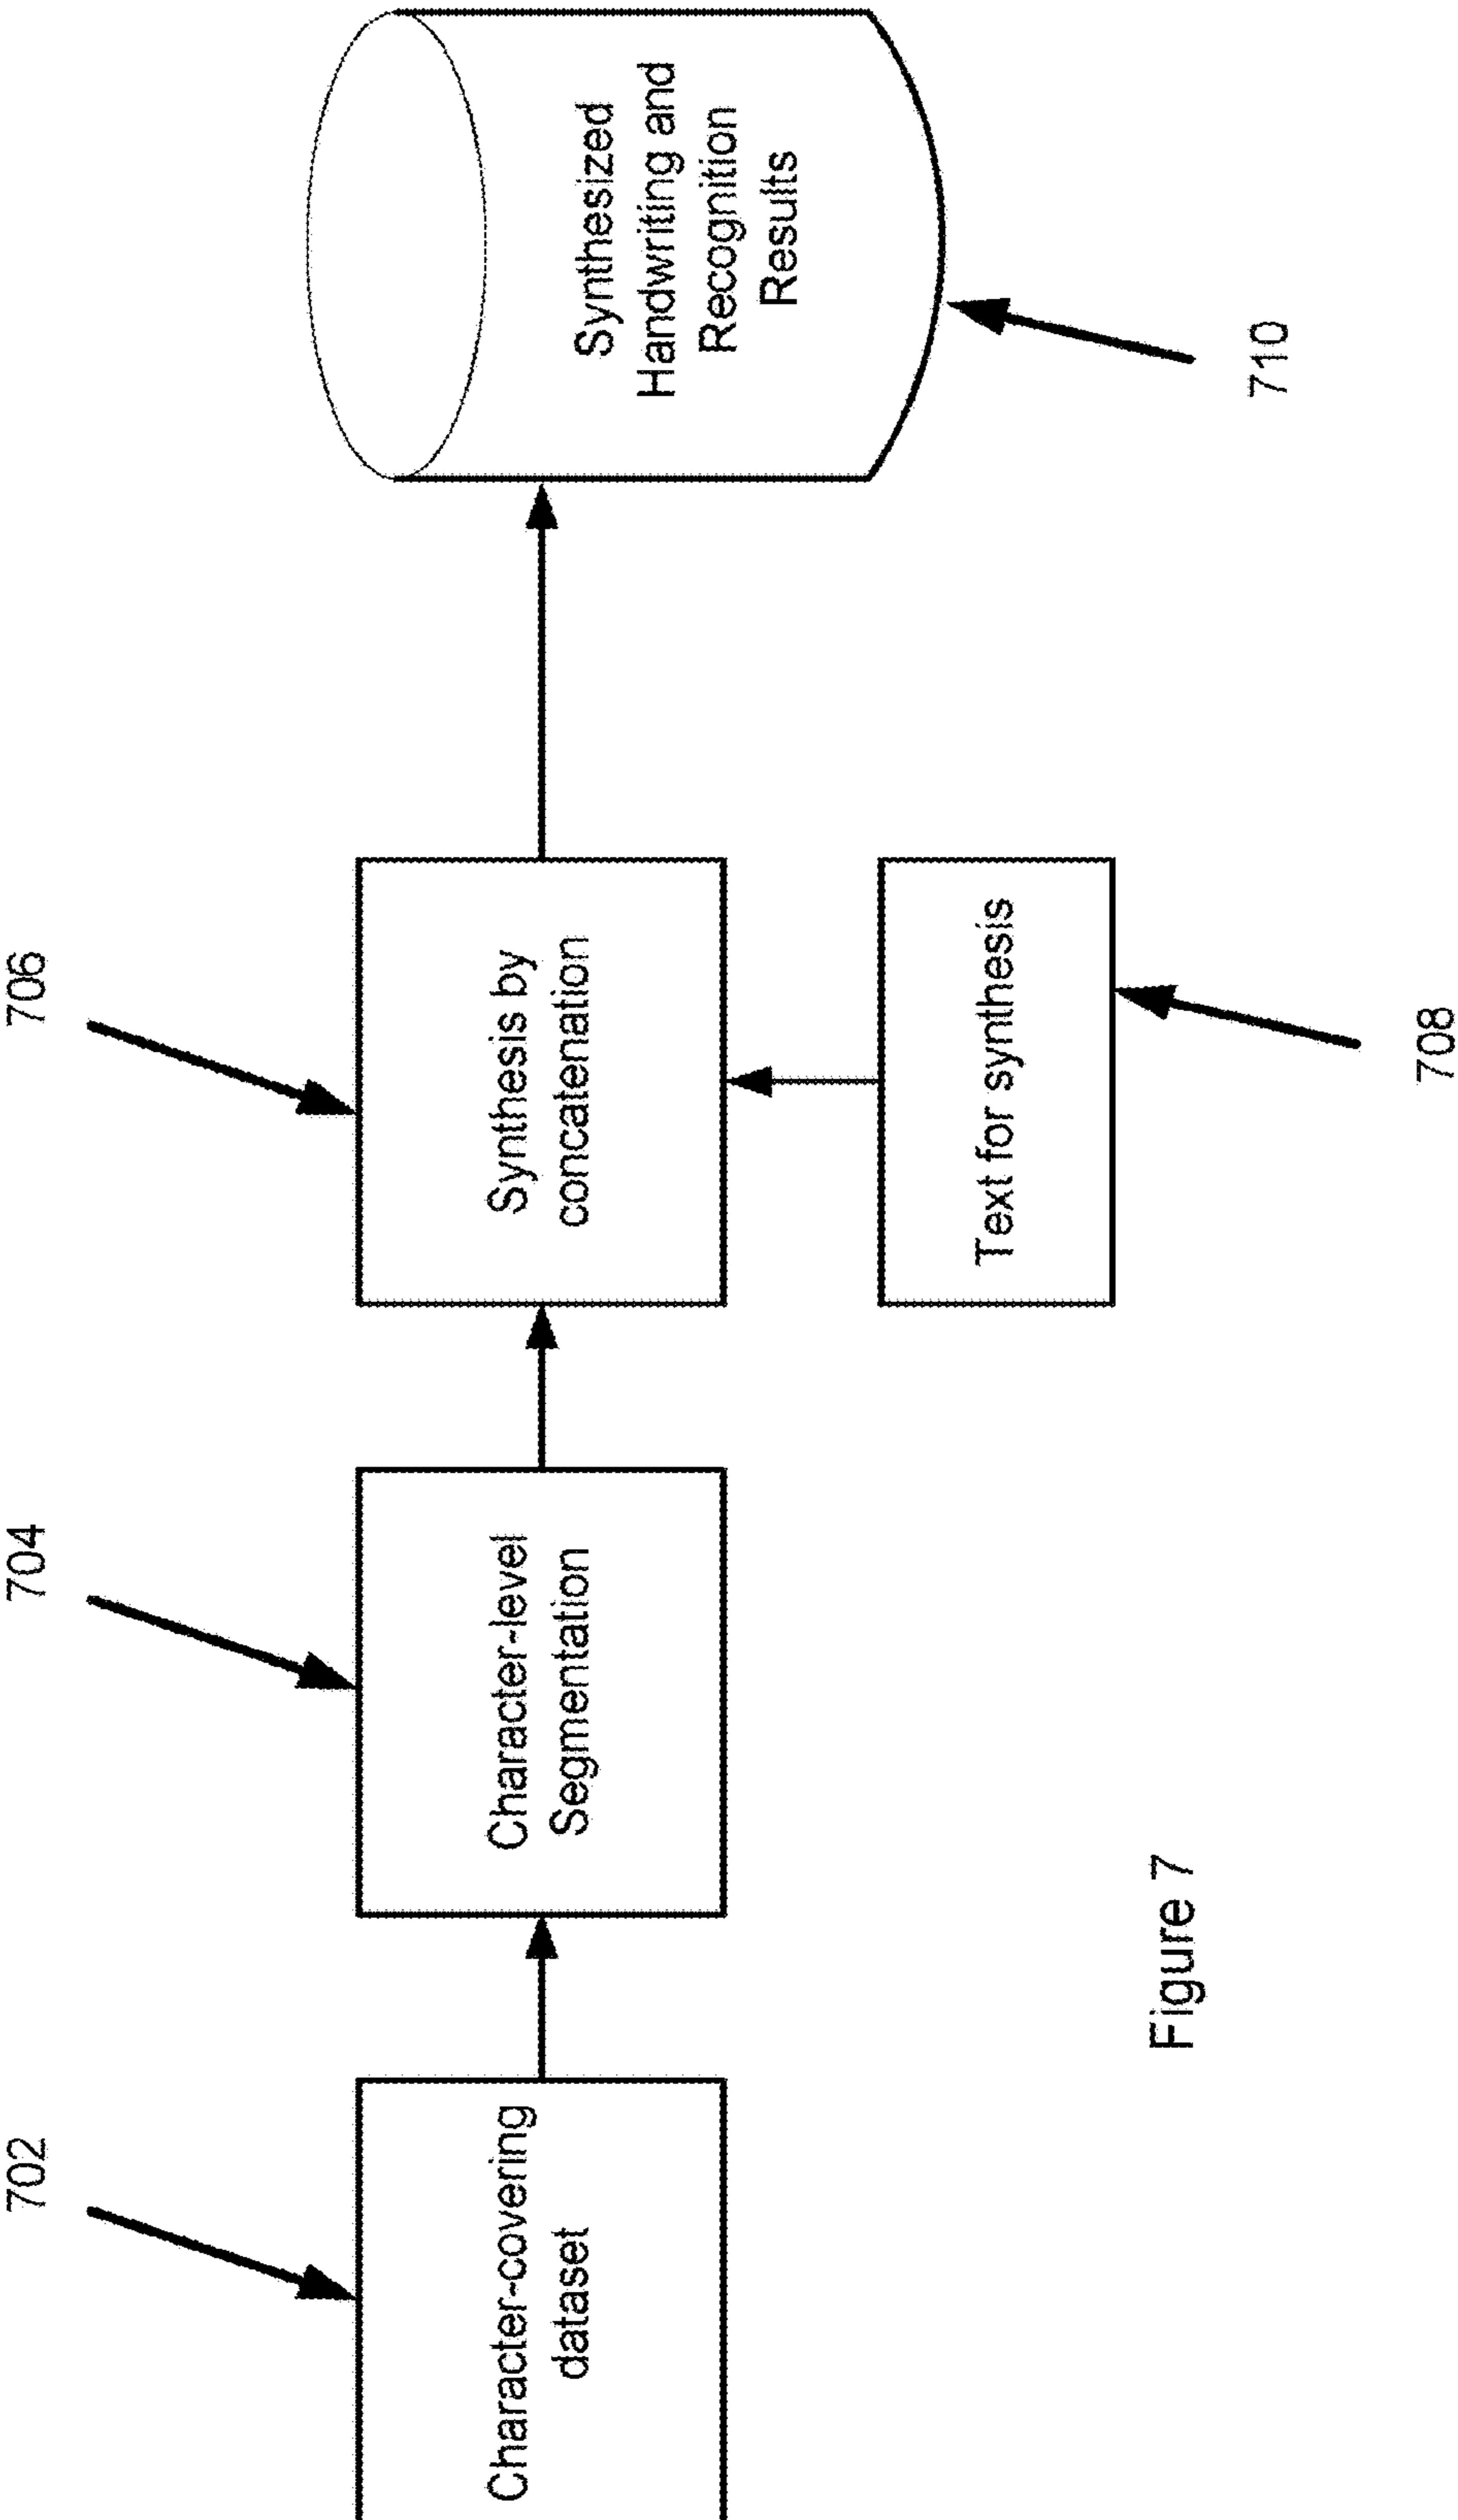 702
704
706
Character-covering
dataset
Character-level
Segmentation
Synthesis by
concatenation
Synthesized
Handwriting and
Recognition
Results
Text for synthesis
708
710
Figure 7